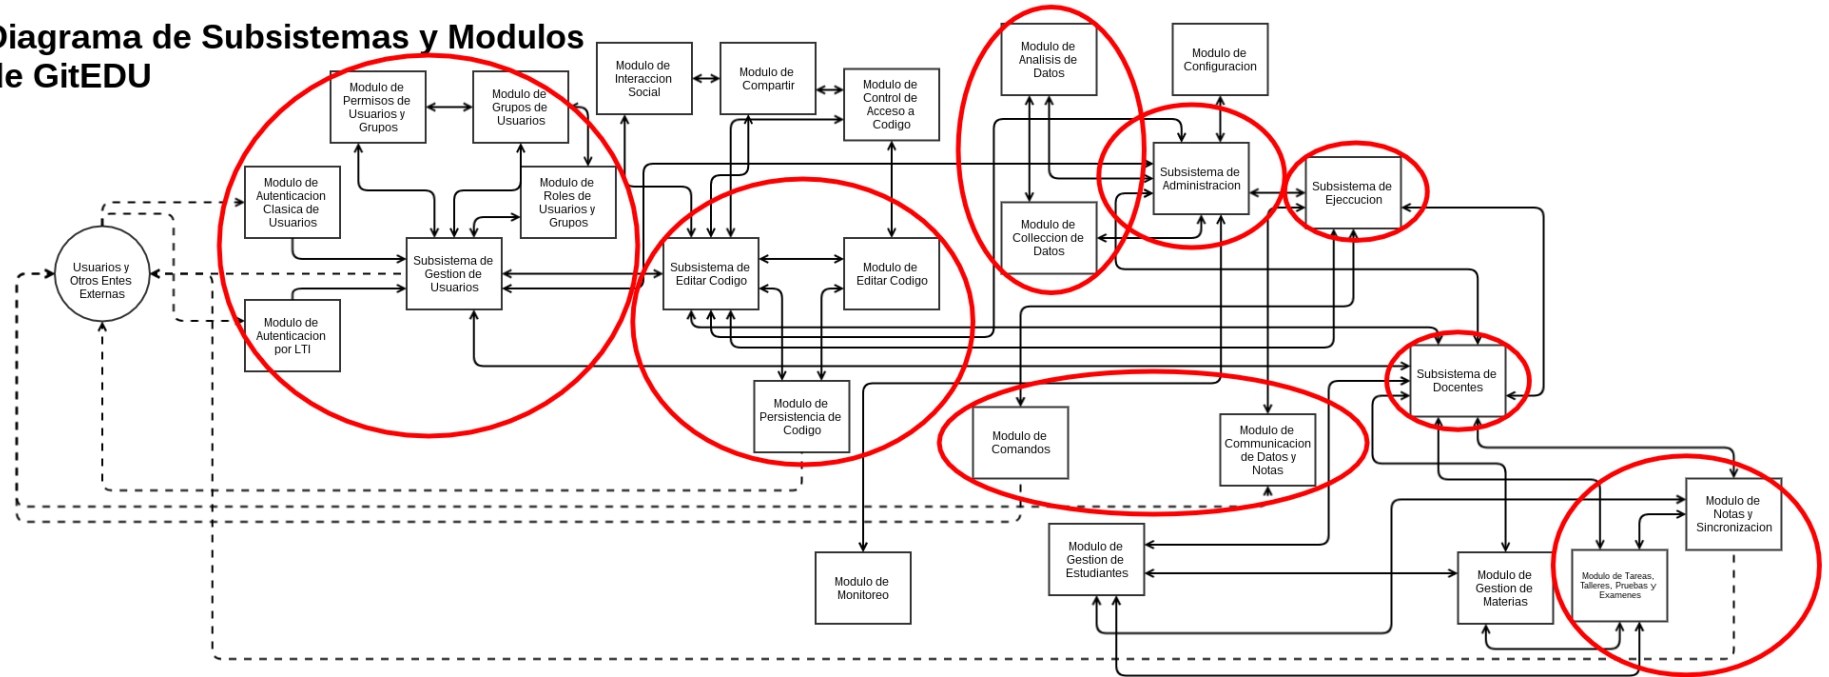 Diagrama de Subsistemas y Modulos
de GitEDU
Modulo de
Permisos de
Usuarios y
Grupos
Modulo de
Grupos de
Usuarios
Modulo de
Interaccion
Social
Modulo de
Compartir
Modulo de
Control de
Acceso a
Codigo
Modulo de
Analisis de
Datos
Modulo de
Configuracion
Modulo de
Autenticacion
Clasica de
Usuarios
Modulo de
Roles de
Usuarios y
Grupos
Subsistema de
Administracion
Subsistema de
Ejeccucion
Usuarios y
Otros Entes
Externas
Subsistema de
Gestion de
Usuarios
Subsistema de
Editar Codigo
Modulo de
Editar Codigo
Modulo de
Colleccion de
Datos
Modulo de
Autenticacion
por LTI
Modulo de
Persistencia de
Codigo
Modulo de
Comandos
Modulo de
Communicacion
de Datos y
Notas
Subsistema de
Docentes
Modulo de
Notas y
Sincronizacion
Modulo de
Monitoreo
Modulo de
Gestion de
Estudiantes
Modulo de
Gestion de
Materias
Modulo de Tareas,
Talleres, Pruebas y
Examenes